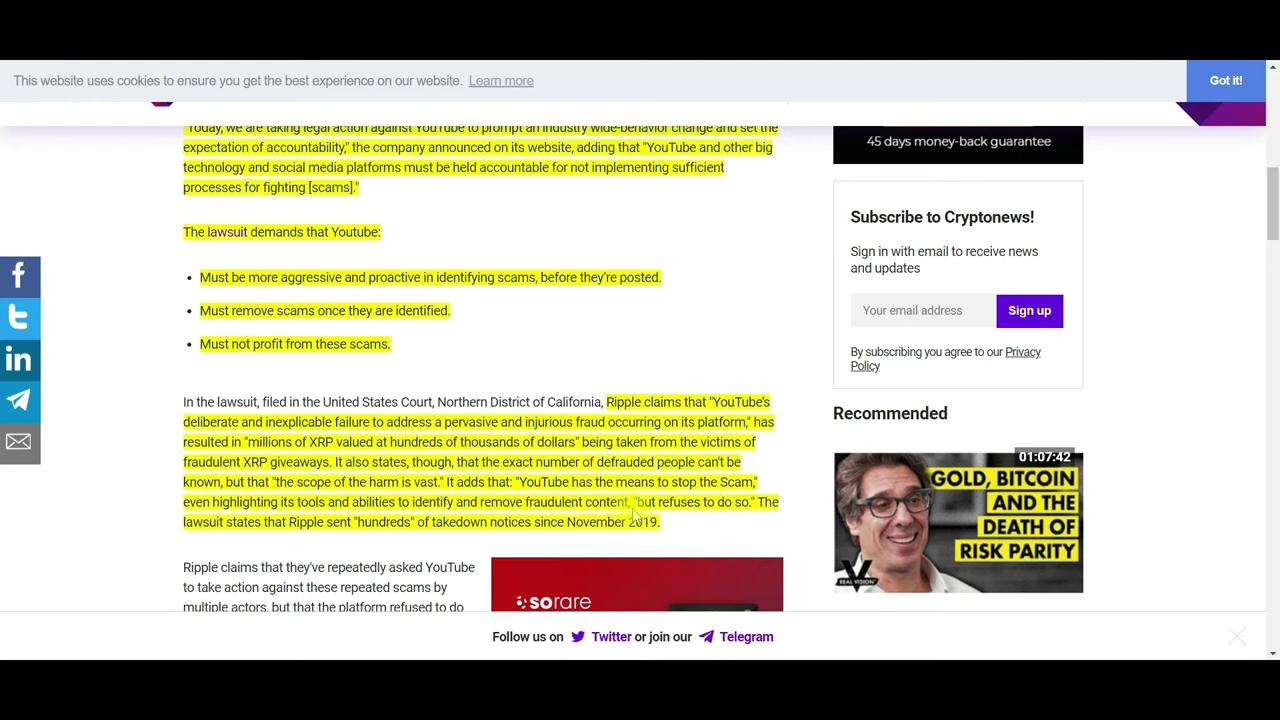 This website uses cookies to ensure you get the best experience on our website. Learn more
Got it!
"Today, we are taking legal action against YouTube to prompt an industry wide-behavior change and set the
expectation of accountability," the company announced on its website, adding that "YouTube and other big
technology and social media platforms must be held accountable for not implementing sufficient
processes for fighting [scams]."
The lawsuit demands that Youtube:
• Must be more aggressive and proactive in identifying scams, before they're posted.
• Must remove scams once they are identified.
• Must not profit from these scams.
In the lawsuit, filed in the United States Court, Northern District of California, Ripple claims that "YouTube's
deliberate and inexplicable failure to address a pervasive and injurious fraud occurring on its platform," has
resulted in "millions of XRP valued at hundreds of thousands of dollars" being taken from the victims of
fraudulent XRP giveaways. It also states, though, that the exact number of defrauded people can't be
known, but that "the scope of the harm is vast." It adds that: "YouTube has the means to stop the Scam,"
even highlighting its tools and abilities to identify and remove fraudulent content, "but refuses to do so." The
lawsuit states that Ripple sent "hundreds" of takedown notices since November 2019.
Ripple claims that they've repeatedly asked YouTube
to take action against these repeated scams by
multiple actors, but that the platform refused to do
sorare
45 days money-back guarantee
Subscribe to Cryptonews!
Sign in with email to receive news
and updates
Your email address
Sign up
By subscribing you agree to our Privacy
Policy
Recommended
01:07:42
GOLD, BITCOIN
AND THE
DEATH OF
RISK PARITY
REAL VISION
Follow us on Twitter or join our Telegram